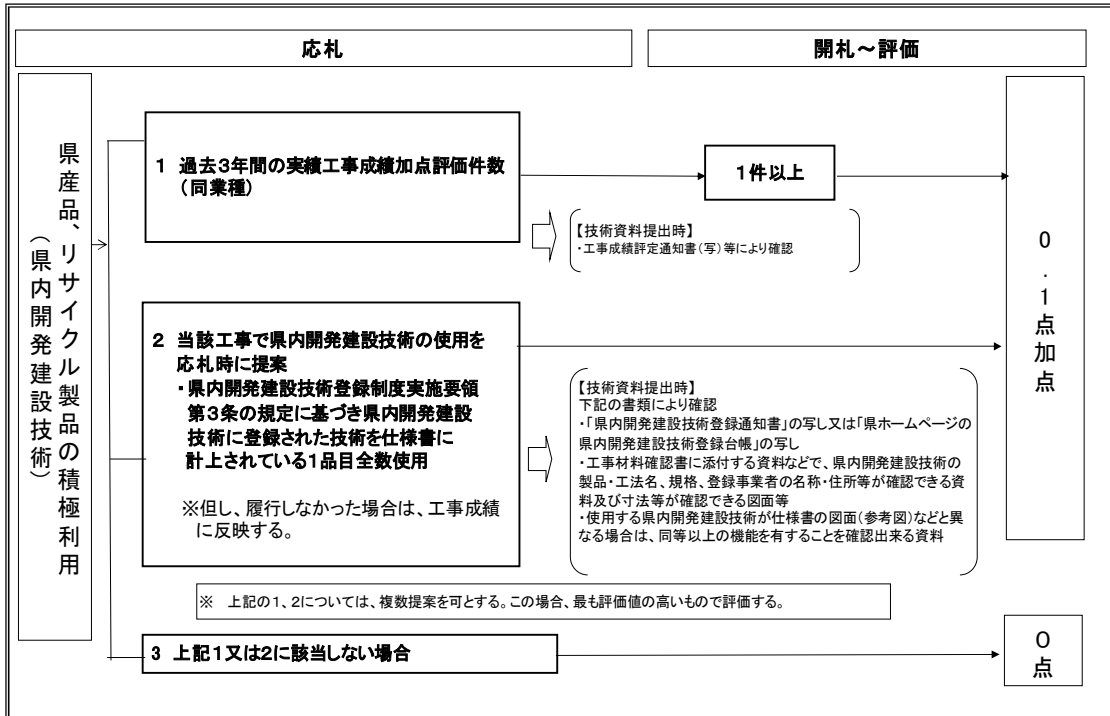 応札
開札～評価
県産品、リサイクル製品の積極利用
（県内開発建設技術）
１　過去３年間の実績工事成績加点評価件数
（同業種）
１件以上
【技術資料提出時】
・工事成績評定通知書（写）等により確認
２　当該工事で県内開発建設技術の使用を
応札時に提案
・県内開発建設技術登録制度実施要領
第３条の規定に基づき県内開発建設
技術に登録された技術を仕様書に
計上されている１品目全数使用
※但し、履行しなかった場合は、工事成績
に反映する。
【技術資料提出時】
下記の書類により確認
・「県内開発建設技術登録通知書」の写し又は「県ホームページの
県内開発建設技術登録台帳」の写し
・工事材料確認書に添付する資料などで、県内開発建設技術の
製品・工法名、規格、登録事業者の名称・住所等が確認できる資
料及び寸法等が確認できる図面等
・使用する県内開発建設技術が仕様書の図面（参考図）などと異
なる場合は、同等以上の機能を有することを確認出来る資料
０．１点加点
※　上記の１、２については、複数提案を可とする。この場合、最も評価値の高いもので評価する。
３　上記１又は２に該当しない場合
０点